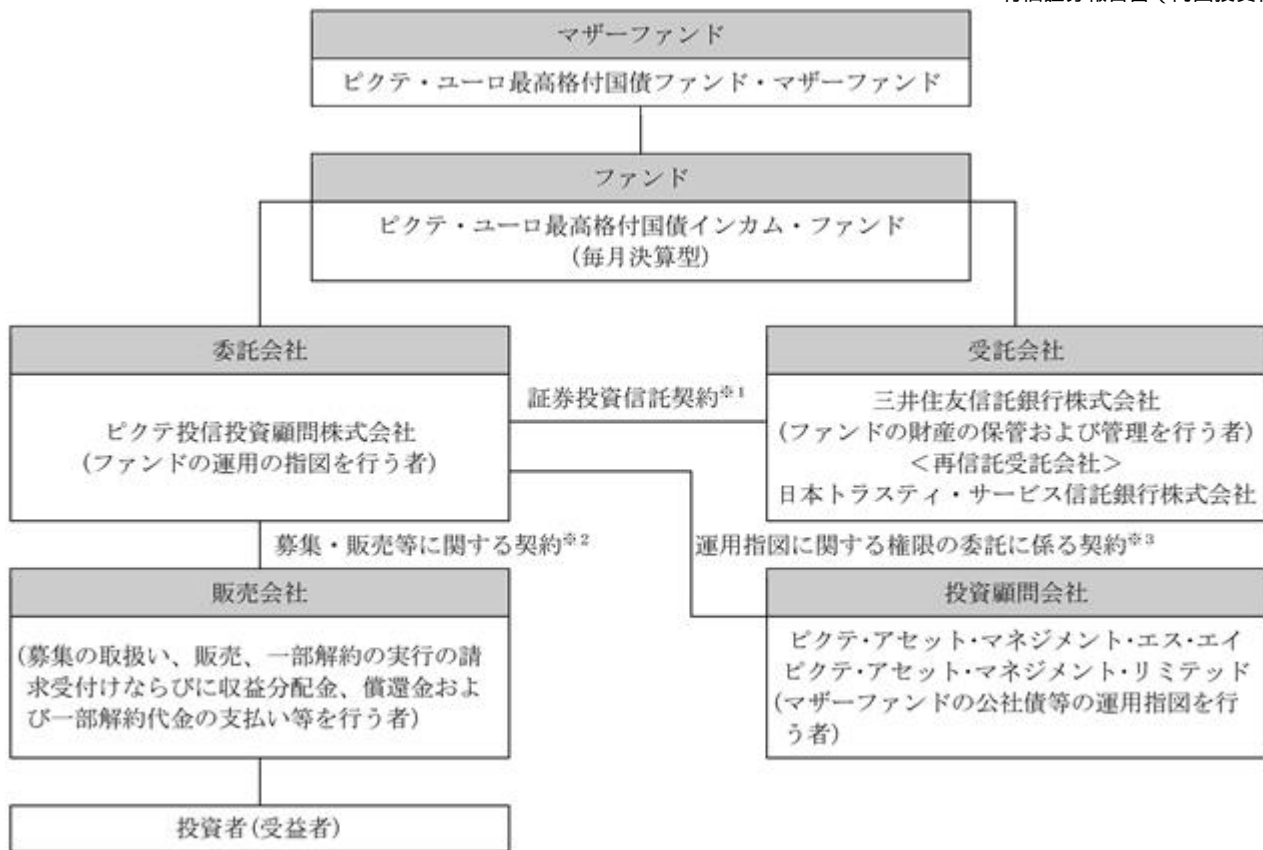 マザーファンド
ピクテ・ユーロ最高格付国債ファンド・マザーファンド
ファンド
ピクテ・ユーロ最高格付国債インカム・ファンド
(毎月決算型)
委託会社
ピクテ投信投資顧問株式会社
(ファンドの運用の指図を行う者)
証券投資信託契約※1
受託会社
三井住友信託銀行株式会社
(ファンドの財産の保管および管理を行う者)
＜再信託受託会社＞
日本トラスティ・サービス信託銀行株式会社
募集・販売等に関する契約※2
運用指図に関する権限の委託に係る契約※3
販売会社
(募集の取扱い、販売、一部解約の実行の請
求受付けならびに収益分配金、償還金およ
び一部解約代金の支払い等を行う者)
投資顧問会社
ピクテ・アセット・マネジメント・エス・エイ
ピクテ・アセット・マネジメント・リミテッド
(マザーファンドの公社債等の運用指図を行
う者)
投資者(受益者)